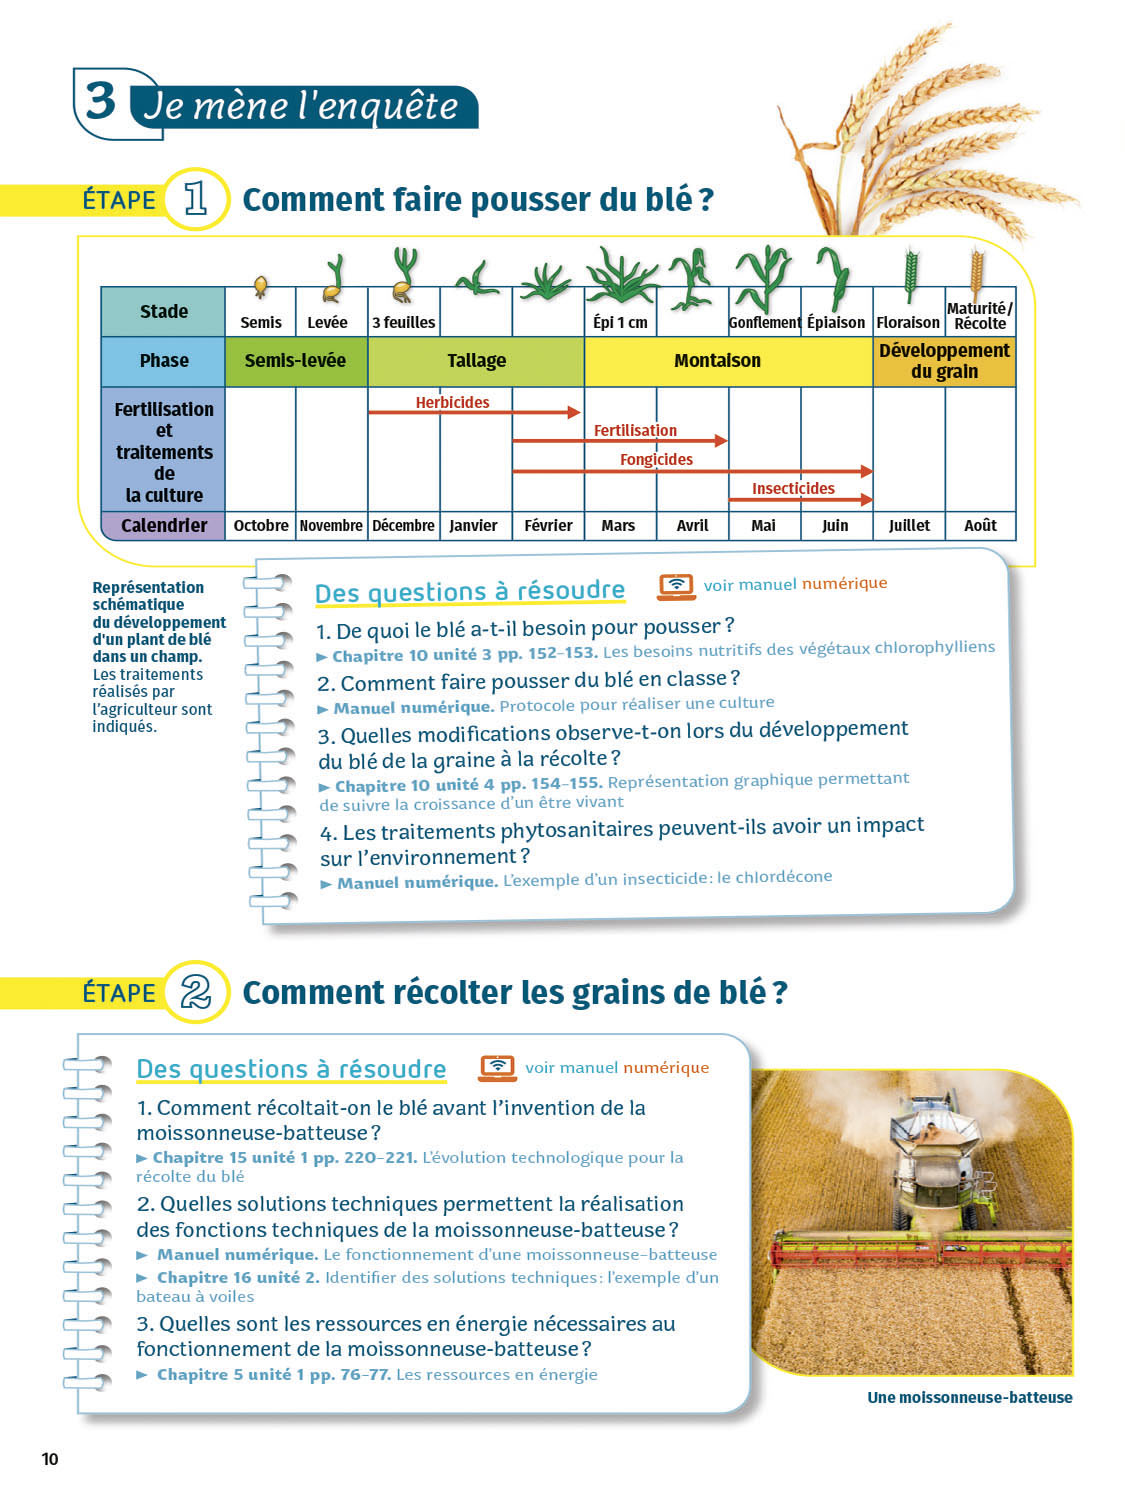 3 Je mène l'enquête
ÉTAPE 1 Comment faire pousser du blé ?
Stade
Semis
Levée
3 feuilles
Épi 1 cm
Gonflement
Épiaison
Floraison
Maturité/
Récolte
Phase
Semis-levée
Tallage
Montaison
Développement
du grain
Fertilisation
et
traitements
de
la culture
Herbicides
Fertilisation
Fongicides
Insecticides
Calendrier
Octobre
Novembre
Décembre
Janvier
Février
Mars
Avril
Mai
Juin
Juillet
Août
Représentation
schématique
du développement
d'un plant de blé
dans un champ.
Les traitements
réalisés par
l'agriculteur sont
indiqués.
Des questions à résoudre
voir manuel numérique
1. De quoi le blé a-t-il besoin pour pousser ?
► Chapitre 10 unité 3 pp. 152-153. Les besoins nutritifs des végétaux chlorophylliens
2. Comment faire pousser du blé en classe ?
► Manuel numérique. Protocole pour réaliser une culture
3. Quelles modifications observe-t-on lors du développement
du blé de la graine à la récolte ?
► Chapitre 10 unité 4 pp. 154-155. Représentation graphique permettant
de suivre la croissance d'un être vivant
4. Les traitements phytosanitaires peuvent-ils avoir un impact
sur l'environnement ?
► Manuel numérique. L'exemple d'un insecticide : le chlordécone
ÉTAPE 2 Comment récolter les grains de blé ?
Des questions à résoudre
voir manuel numérique
1. Comment récoltait-on le blé avant l'invention de la
moissonneuse-batteuse ?
► Chapitre 15 unité 1 pp. 220-221. L'évolution technologique pour la
récolte du blé
2. Quelles solutions techniques permettent la réalisation
des fonctions techniques de la moissonneuse-batteuse ?
► Manuel numérique. Le fonctionnement d'une moissonneuse-batteuse
► Chapitre 16 unité 2. Identifier des solutions techniques : l'exemple d'un
bateau à voiles
3. Quelles sont les ressources en énergie nécessaires au
fonctionnement de la moissonneuse-batteuse ?
► Chapitre 5 unité 1 pp. 76-77. Les ressources en énergie
Une moissonneuse-batteuse
10